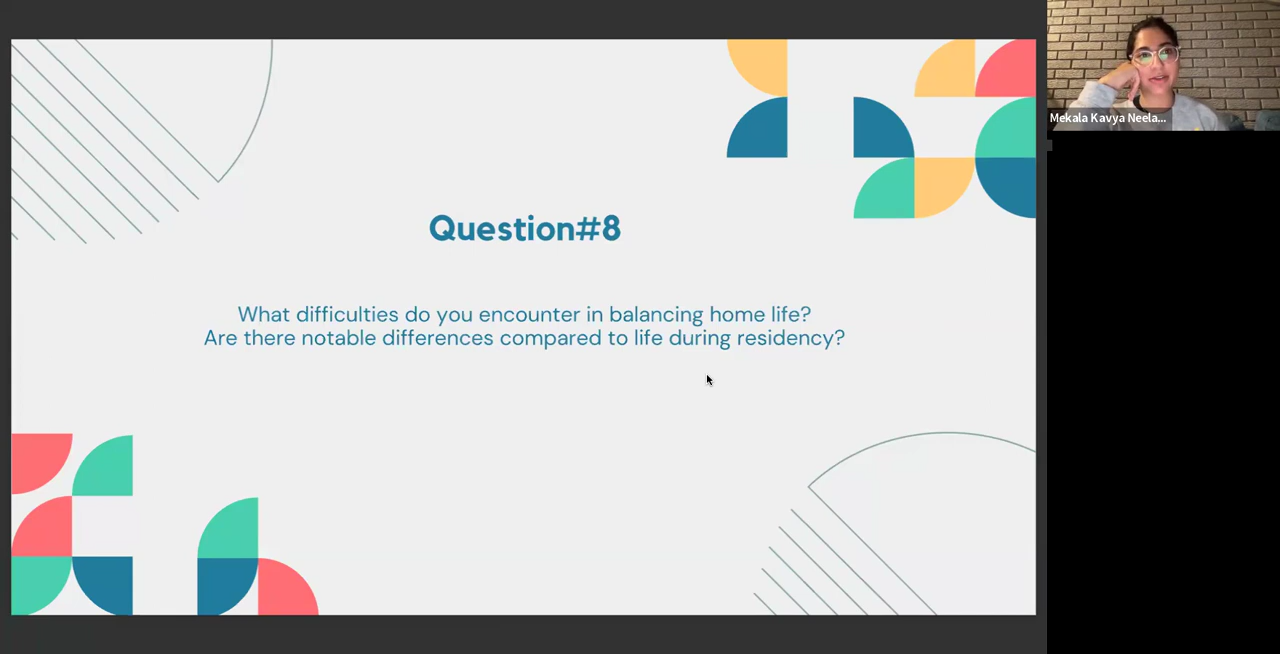 Question#8
What difficulties do you encounter in balancing home life?
Are there notable differences compared to life during residency?
Mekala Kavya Neela...